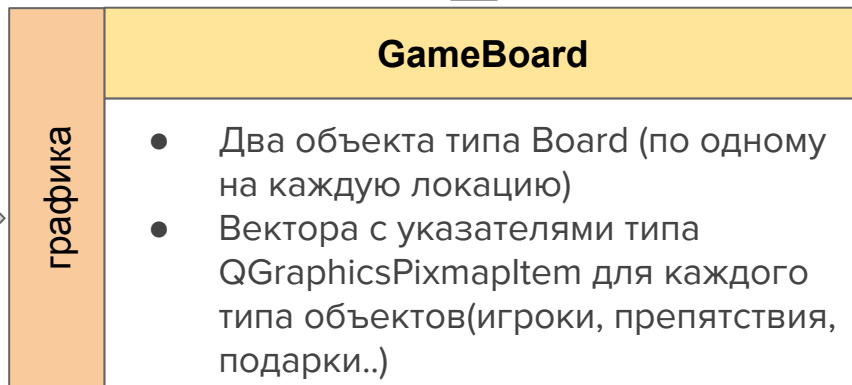 GameBoard
графика
● Два объекта типа Board (по одному
на каждую локацию)
● Вектора с указателями типа
QGraphicsPixmapItem для каждого
типа объектов(игроки, препятствия,
подарки..)